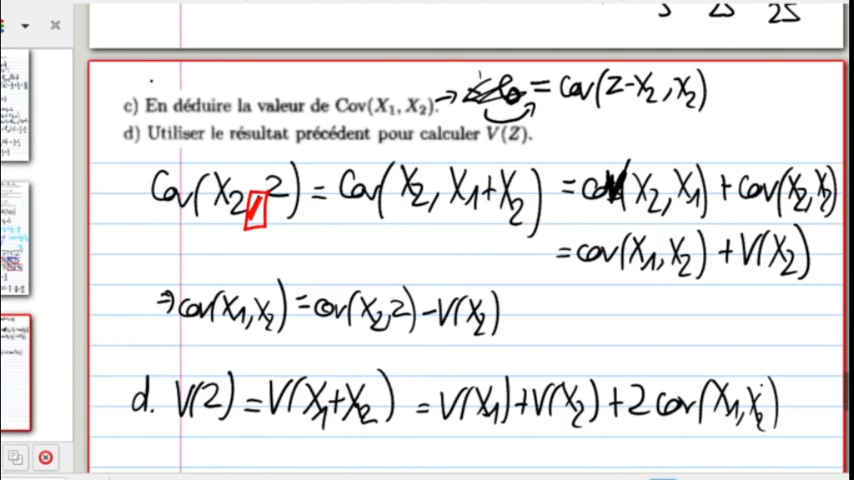 25 25
c) En déduire la valeur de Cov(X₁, X₂). → = Cov(Z-X₂, X₂)
d) Utiliser le résultat précédent pour calculer V(Z).
Cov(X₂, Z) = Cov(X₂, X₁+X₂) = cov(X₂, X₁) + cov(X₂, X₂)
= cov(X₁, X₂) + V(X₂)
⇒ cov(X₁, X₂) = cov(X₂, Z) - V(X₂)
d. V(Z) = V(X₁+X₂) = V(X₁) + V(X₂) + 2 cov(X₁, X₂)